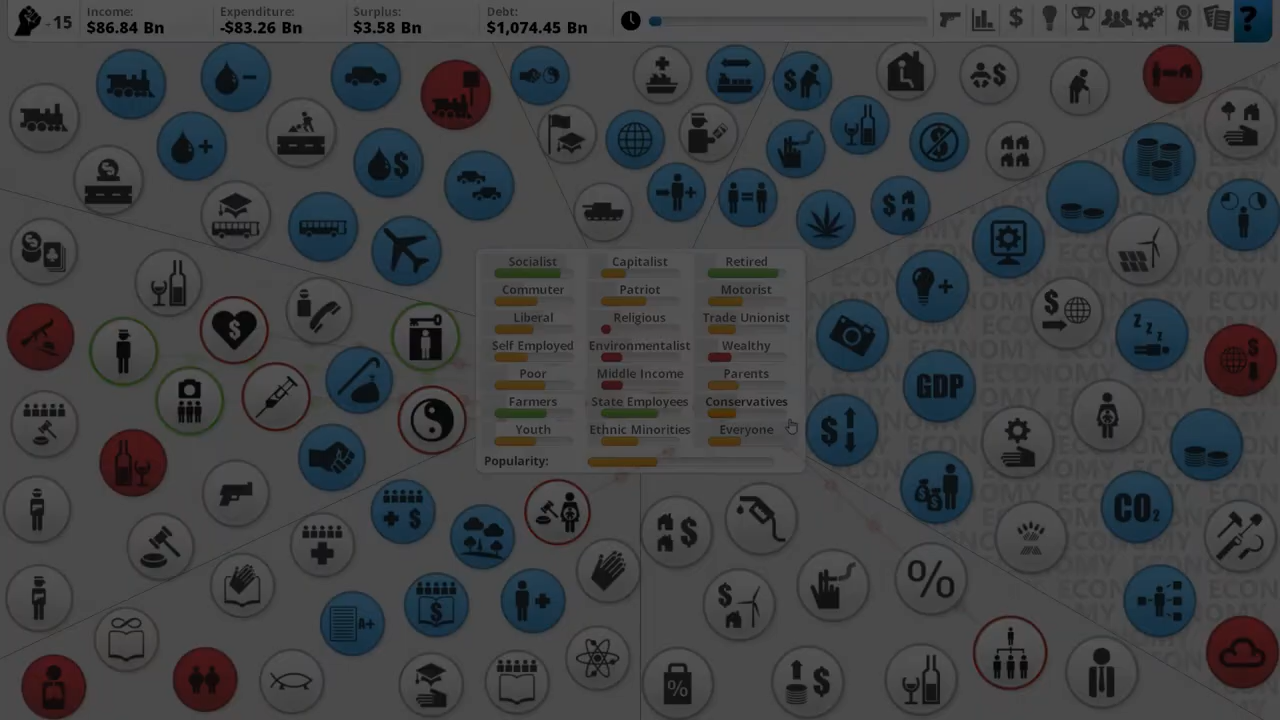 15
Income:
$86.84 Bn
Expenditure:
-$83.26 Bn
Surplus:
$3.58 Bn
Debt:
$1,074.45 Bn
?
Socialist Capitalist Retired
Commuter Patriot Motorist
Liberal Religious Trade Unionist
Self Employed Environmentalist Wealthy
Poor Middle Income Parents
Farmers State Employees Conservatives
Youth Ethnic Minorities Everyone
Popularity:
GDP
CO₂
A+
%
%
ECONOMY ECONOMY